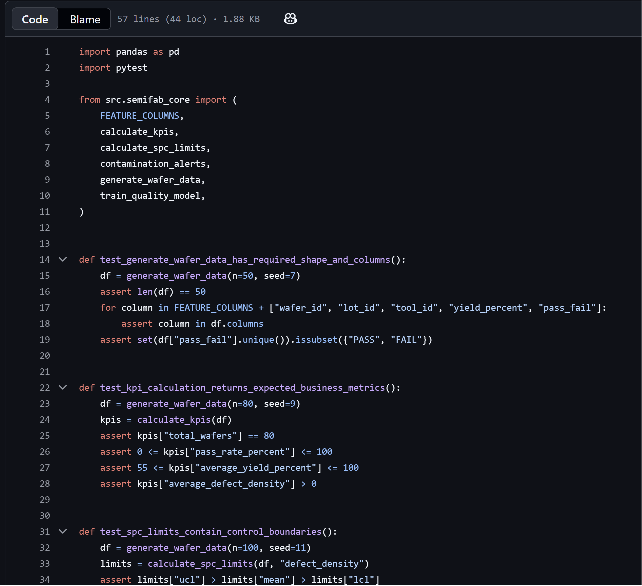 Code Blame 57 lines (44 loc) · 1.88 KB
1 import pandas as pd
2 import pytest
3
4 from src.semifab_core import (
5     FEATURE_COLUMNS,
6     calculate_kpis,
7     calculate_spc_limits,
8     contamination_alerts,
9     generate_wafer_data,
10     train_quality_model,
11 )
12
13
14 def test_generate_wafer_data_has_required_shape_and_columns():
15     df = generate_wafer_data(n=50, seed=7)
16     assert len(df) == 50
17     for column in FEATURE_COLUMNS + ["wafer_id", "lot_id", "tool_id", "yield_percent", "pass_fail"]:
18         assert column in df.columns
19     assert set(df["pass_fail"].unique()).issubset({"PASS", "FAIL"})
20
21
22 def test_kpi_calculation_returns_expected_business_metrics():
23     df = generate_wafer_data(n=80, seed=9)
24     kpis = calculate_kpis(df)
25     assert kpis["total_wafers"] == 80
26     assert 0 <= kpis["pass_rate_percent"] <= 100
27     assert 55 <= kpis["average_yield_percent"] <= 100
28     assert kpis["average_defect_density"] > 0
29
30
31 def test_spc_limits_contain_control_boundaries():
32     df = generate_wafer_data(n=100, seed=11)
33     limits = calculate_spc_limits(df, "defect_density")
34     assert limits["ucl"] > limits["mean"] > limits["lcl"]